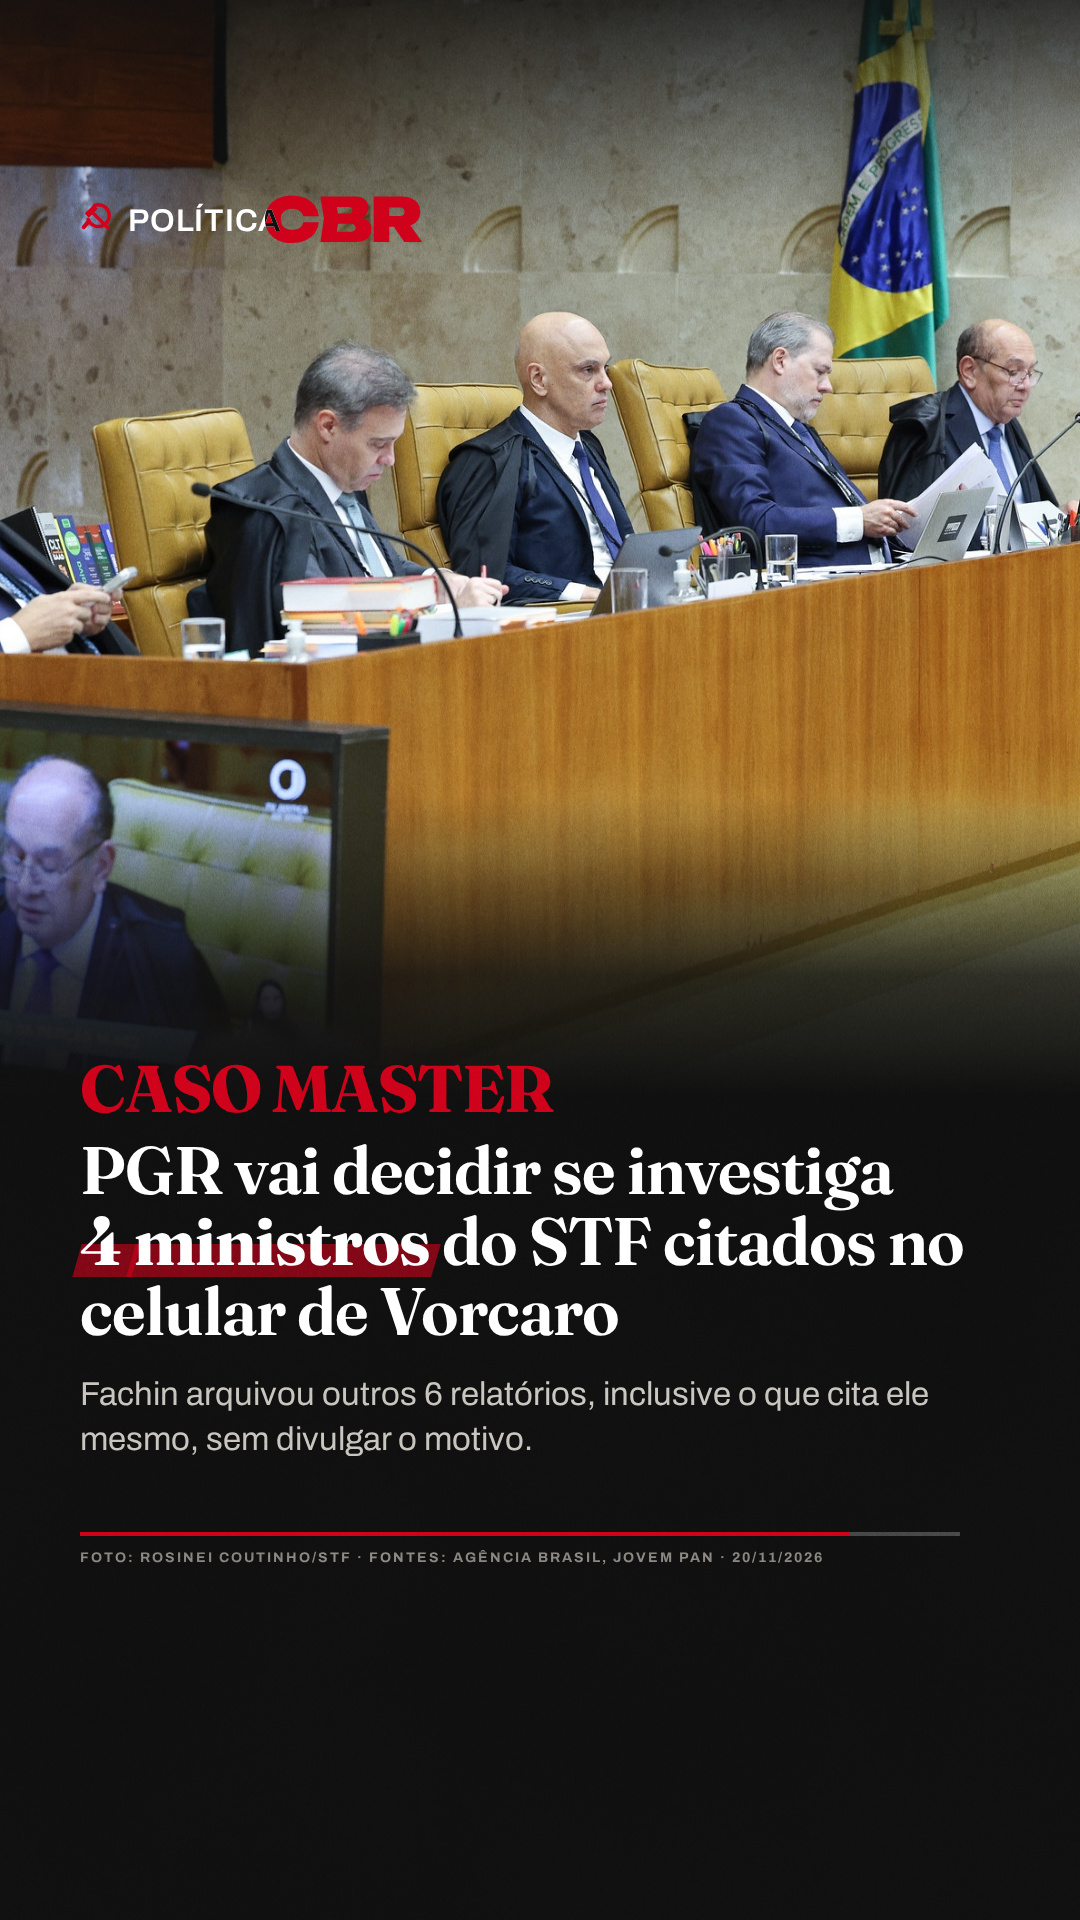 POLÍTICA CBR
ORDEM E PROGRESSO
CASO MASTER
PGR vai decidir se investiga
4 ministros do STF citados no
celular de Vorcaro
Fachin arquivou outros 6 relatórios, inclusive o que cita ele
mesmo, sem divulgar o motivo.
FOTO: ROSINEI COUTINHO/STF · FONTES: AGÊNCIA BRASIL, JOVEM PAN · 20/11/2026